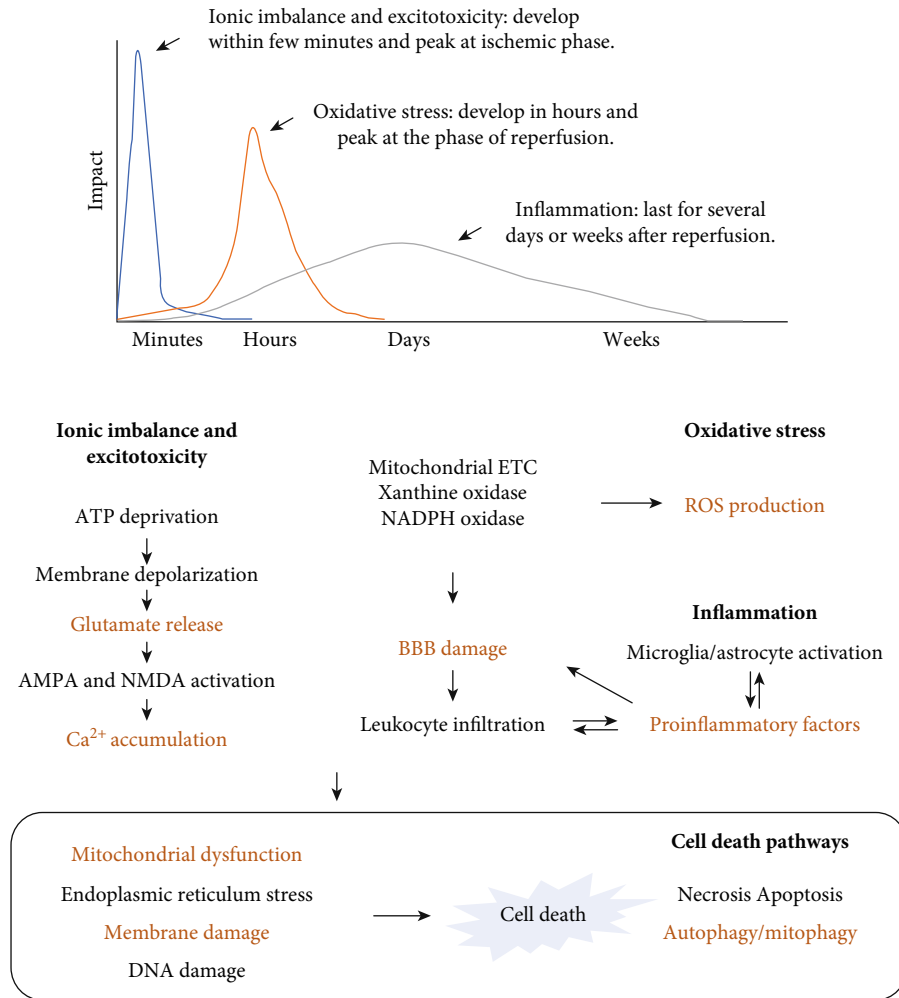 Ionic imbalance and excitotoxicity: develop
within few minutes and peak at ischemic phase.
Oxidative stress: develop in hours and
peak at the phase of reperfusion.
Inflammation: last for several
days or weeks after reperfusion.
Impact
Minutes
Hours
Days
Weeks
Ionic imbalance and
excitotoxicity
ATP deprivation
Membrane depolarization
Glutamate release
AMPA and NMDA activation
Ca²⁺ accumulation
Mitochondrial ETC
Xanthine oxidase
NADPH oxidase
BBB damage
Leukocyte infiltration
Oxidative stress
ROS production
Inflammation
Microglia/astrocyte activation
Proinflammatory factors
Mitochondrial dysfunction
Endoplasmic reticulum stress
Membrane damage
DNA damage
Cell death
Cell death pathways
Necrosis Apoptosis
Autophagy/mitophagy